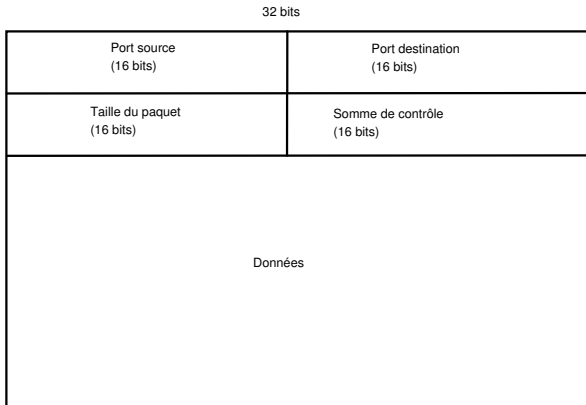 32 bits
Port source
(16 bits)
Port destination
(16 bits)
Taille du paquet
(16 bits)
Somme de contrôle
(16 bits)
Données